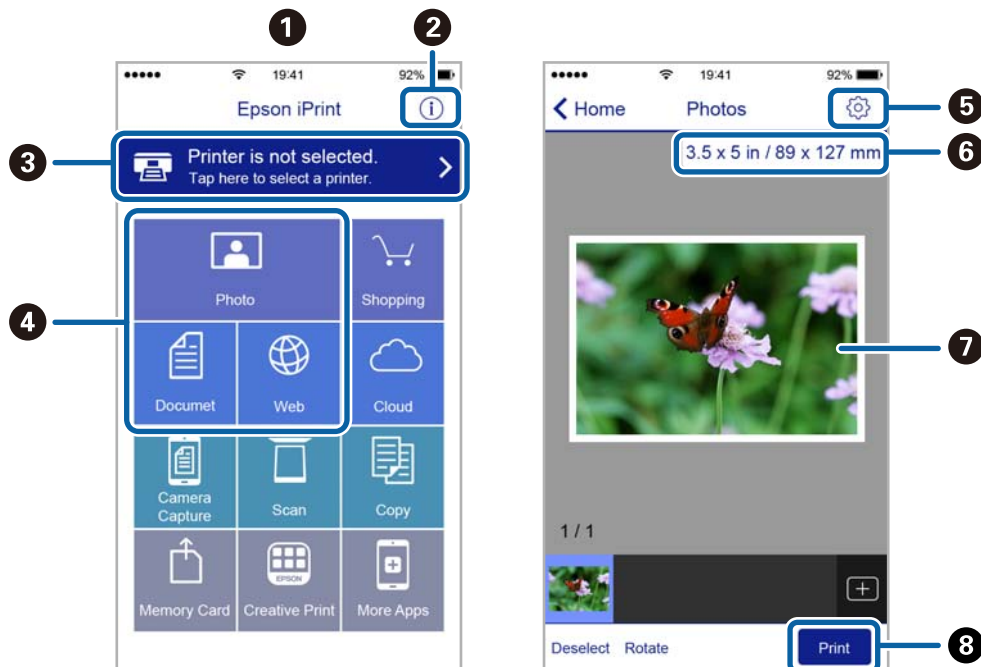 1
2
19:41 92%
Epson iPrint
3
Printer is not selected.
Tap here to select a printer.
4
Photo
Shopping
Documet
Web
Cloud
Camera
Capture
Scan
Copy
EPSON
Memory Card
Creative Print
More Apps
19:41 92%
Home Photos
5
3.5 x 5 in / 89 x 127 mm
6
7
1 / 1
Deselect Rotate Print
8